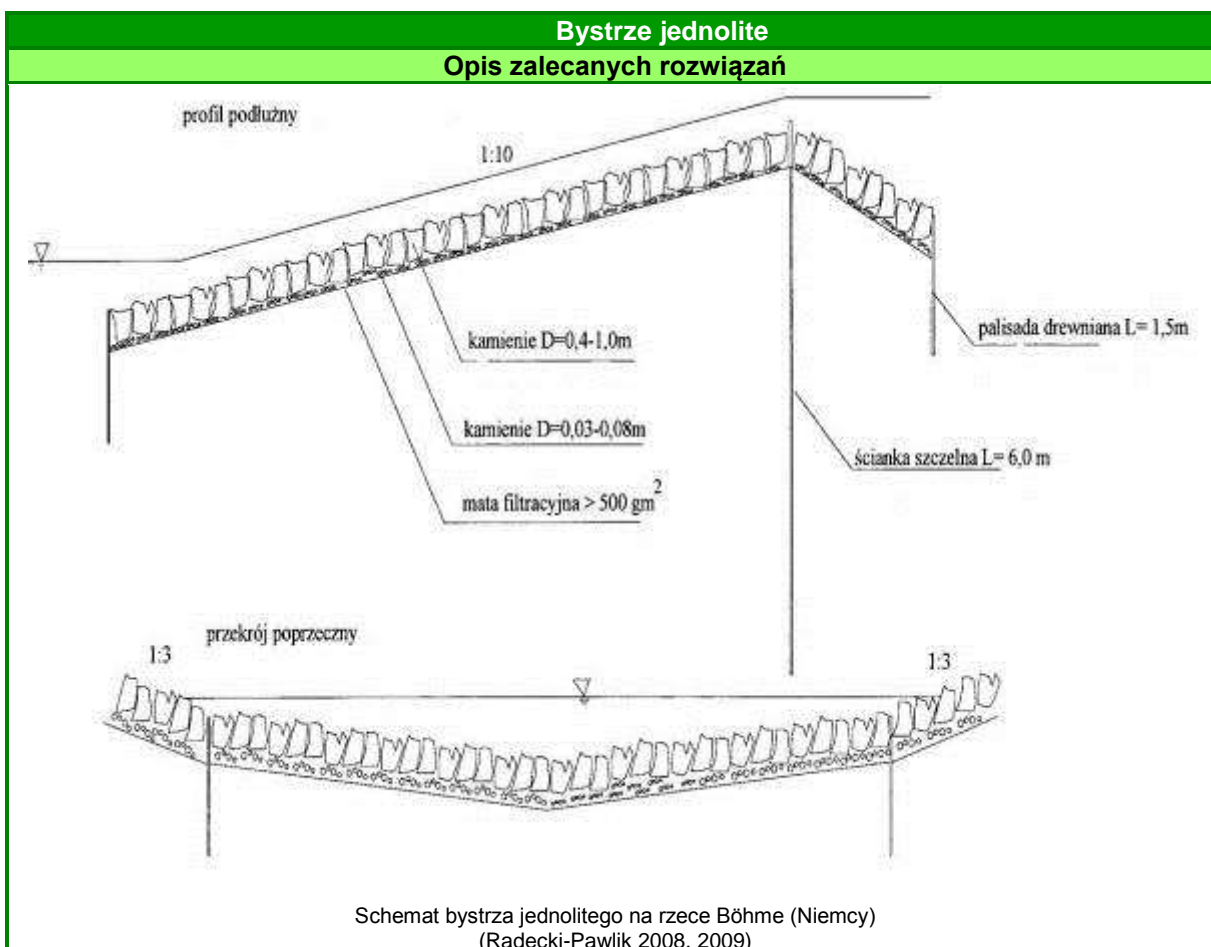 Bystrze jednolite
Opis zalecanych rozwiązań
profil podłużny
1:10
kamienie D=0,4-1,0m
palisada drewniana L= 1,5m
kamienie D=0,03-0,08m
ścianka szczelna L= 6,0 m
mata filtracyjna > 500 gm²
przekrój poprzeczny
1:3
1:3
Schemat bystrza jednolitego na rzece Böhme (Niemcy)
(Radecki-Pawlik 2008, 2009)